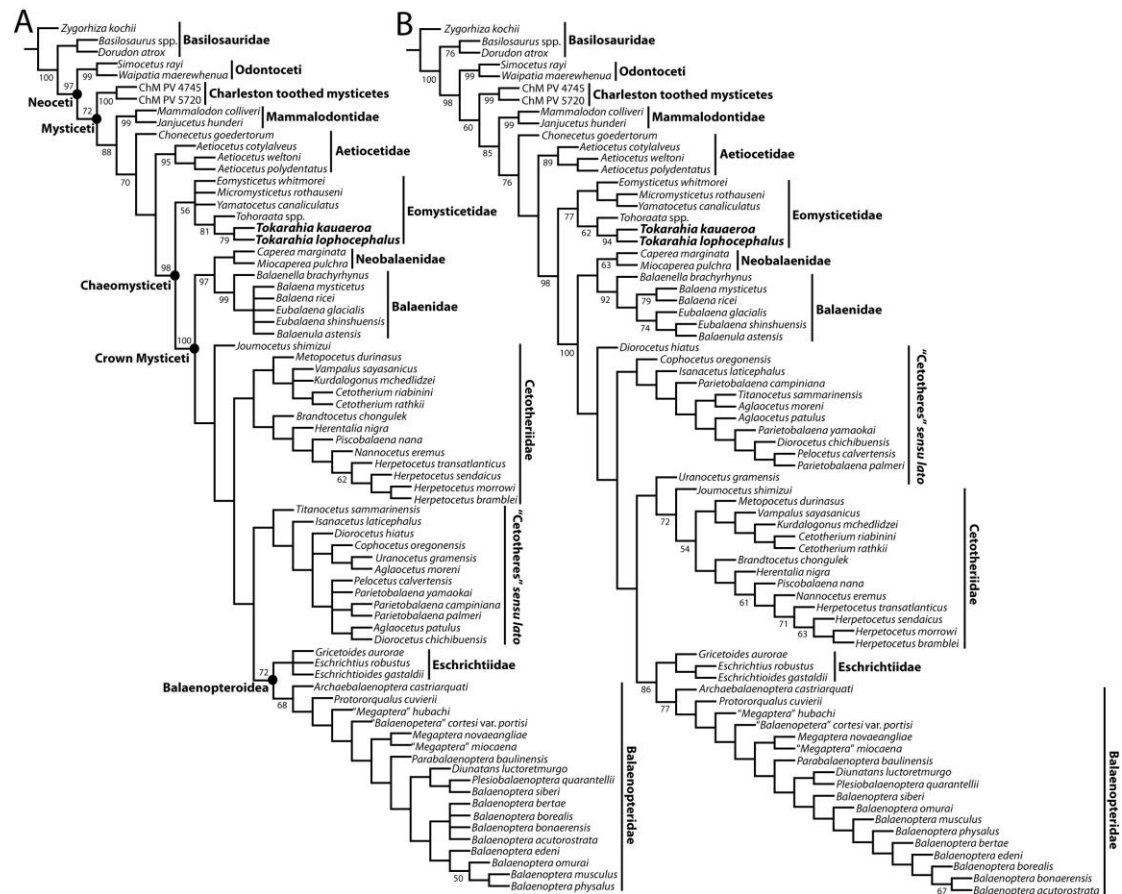 A
Zygorhiza kochii
Basilosaurus spp.
Dorudon atrox
Basilosauridae
100
Simocetus rayi
Waipatia maerewhenua
Odontoceti
97
99
Neoceti
ChM PV 4745
ChM PV 5720
Charleston toothed mysticetes
72
100
Mysticeti
Mammalodon colliveri
Janjucetus hunderi
Mammalodontidae
99
88
Chonecetus goedertorum
Aetiocetus cotylalveus
Aetiocetus weltoni
Aetiocetus polydentatus
Aetiocetidae
95
70
Eomysticetus whitmorei
Micromysticetus rothauseni
Yamatocetus canaliculatus
Tohoraata spp.
Tokarahia kauaeroa
Tokarahia lophocephalus
Eomysticetidae
56
81
79
98
Chaeomysticeti
Caperea marginata
Miocaperea pulchra
Neobalaenidae
97
Balaenella brachyrhynus
Balaena mysticetus
Balaena ricei
Eubalaena glacialis
Eubalaena shinshuensis
Balaenula astensis
Balaenidae
99
100
Crown Mysticeti
Joumocetus shimizui
Metopocetus durinasus
Vampalus sayasanicus
Kurdalogonus mchedlidzei
Cetotherium riabinini
Cetotherium rathkii
Brandtocetus chongulek
Herentalia nigra
Piscobalaena nana
Nannocetus eremus
Herpetocetus transatlanticus
Herpetocetus sendaicus
Herpetocetus morrowi
Herpetocetus bramblei
62
Cetotheriidae
Titanocetus sammarinensis
Isanacetus laticephalus
Diorocetus hiatus
Cophocetus oregonensis
Uranocetus gramensis
Aglaocetus moreni
Pelocetus calvertensis
Parietobalaena yamaokai
Parietobalaena campiniana
Parietobalaena palmeri
Aglaocetus patulus
Diorocetus chichibuensis
"Cetotheres" sensu lato
Gricetoides aurorae
Eschrichtius robustus
Eschrichtioides gastaldii
Eschrichtiidae
72
Balaenopteroidea
68
Archaebalaenoptera castriarquati
Protororqualus cuvierii
"Megaptera" hubachi
"Balaenopetera" cortesi var. portisi
Megaptera novaeangliae
"Megaptera" miocaena
Parabalaenoptera baulinensis
Diunatans luctoretmurgo
Plesiobalaenoptera quarantellii
Balaenoptera siberi
Balaenoptera bertae
Balaenoptera borealis
Balaenoptera bonaerensis
Balaenoptera acutorostrata
Balaenoptera edeni
Balaenoptera omurai
Balaenoptera musculus
Balaenoptera physalus
50
Balaenopteridae
B
Zygorhiza kochii
Basilosaurus spp.
Dorudon atrox
Basilosauridae
76
100
Simocetus rayi
Waipatia maerewhenua
Odontoceti
99
98
ChM PV 4745
ChM PV 5720
Charleston toothed mysticetes
99
60
Mammalodon colliveri
Janjucetus hunderi
Mammalodontidae
99
85
Chonecetus goedertorum
Aetiocetus cotylalveus
Aetiocetus weltoni
Aetiocetus polydentatus
Aetiocetidae
89
76
Eomysticetus whitmorei
Micromysticetus rothauseni
Yamatocetus canaliculatus
Tohoraata spp.
Tokarahia kauaeroa
Tokarahia lophocephalus
Eomysticetidae
77
62
94
98
Caperea marginata
Miocaperea pulchra
Neobalaenidae
63
Balaenella brachyrhynus
Balaena mysticetus
Balaena ricei
Eubalaena glacialis
Eubalaena shinshuensis
Balaenula astensis
Balaenidae
92
79
74
100
Diorocetus hiatus
Cophocetus oregonensis
Isanacetus laticephalus
Parietobalaena campiniana
Titanocetus sammarinensis
Aglaocetus moreni
Aglaocetus patulus
Parietobalaena yamaokai
Diorocetus chichibuensis
Pelocetus calvertensis
Parietobalaena palmeri
"Cetotheres" sensu lato
Uranocetus gramensis
Joumocetus shimizui
Metopocetus durinasus
Vampalus sayasanicus
Kurdalogonus mchedlidzei
Cetotherium riabinini
Cetotherium rathkii
Brandtocetus chongulek
Herentalia nigra
Piscobalaena nana
Nannocetus eremus
Herpetocetus transatlanticus
Herpetocetus sendaicus
Herpetocetus morrowi
Herpetocetus bramblei
72
54
61
71
63
Cetotheriidae
Gricetoides aurorae
Eschrichtius robustus
Eschrichtioides gastaldii
Eschrichtiidae
86
77
Archaebalaenoptera castriarquati
Protororqualus cuvierii
"Megaptera" hubachi
"Balaenopetera" cortesi var. portisi
Megaptera novaeangliae
"Megaptera" miocaena
Parabalaenoptera baulinensis
Diunatans luctoretmurgo
Plesiobalaenoptera quarantellii
Balaenoptera siberi
Balaenoptera omurai
Balaenoptera musculus
Balaenoptera physalus
Balaenoptera bertae
Balaenoptera edeni
Balaenoptera borealis
Balaenoptera bonaerensis
Balaenoptera acutorostrata
67
Balaenopteridae